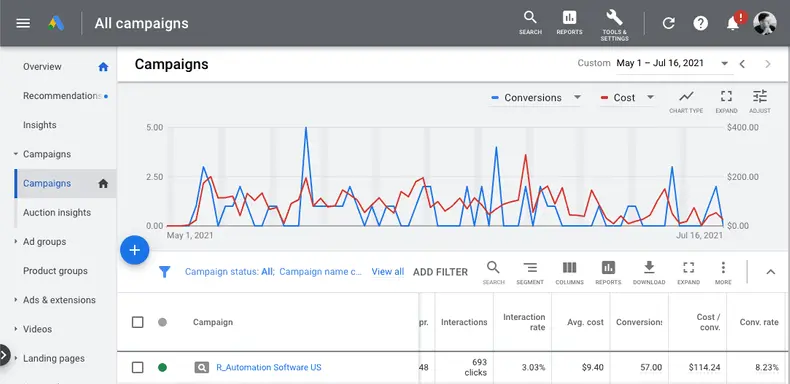 All campaigns
SEARCH
REPORTS
TOOLS &
SETTINGS
!
Overview
Recommendations
Insights
Campaigns
Campaigns
Auction insights
Ad groups
Product groups
Ads & extensions
Videos
Landing pages
Campaigns
Custom May 1 – Jul 16, 2021
Conversions
Cost
CHART TYPE
EXPAND
ADJUST
5.00
$400.00
2.50
$200.00
0.00
$0.00
May 1, 2021
Jul 16, 2021
Campaign status: All; Campaign name c...
View all
ADD FILTER
SEARCH
SEGMENT
COLUMNS
REPORTS
DOWNLOAD
EXPAND
MORE
Campaign
pr.
Interactions
Interaction
rate
Avg. cost
Conversions
Cost /
conv.
Conv. rate
R_Automation Software US
48
693
clicks
3.03%
$9.40
57.00
$114.24
8.23%